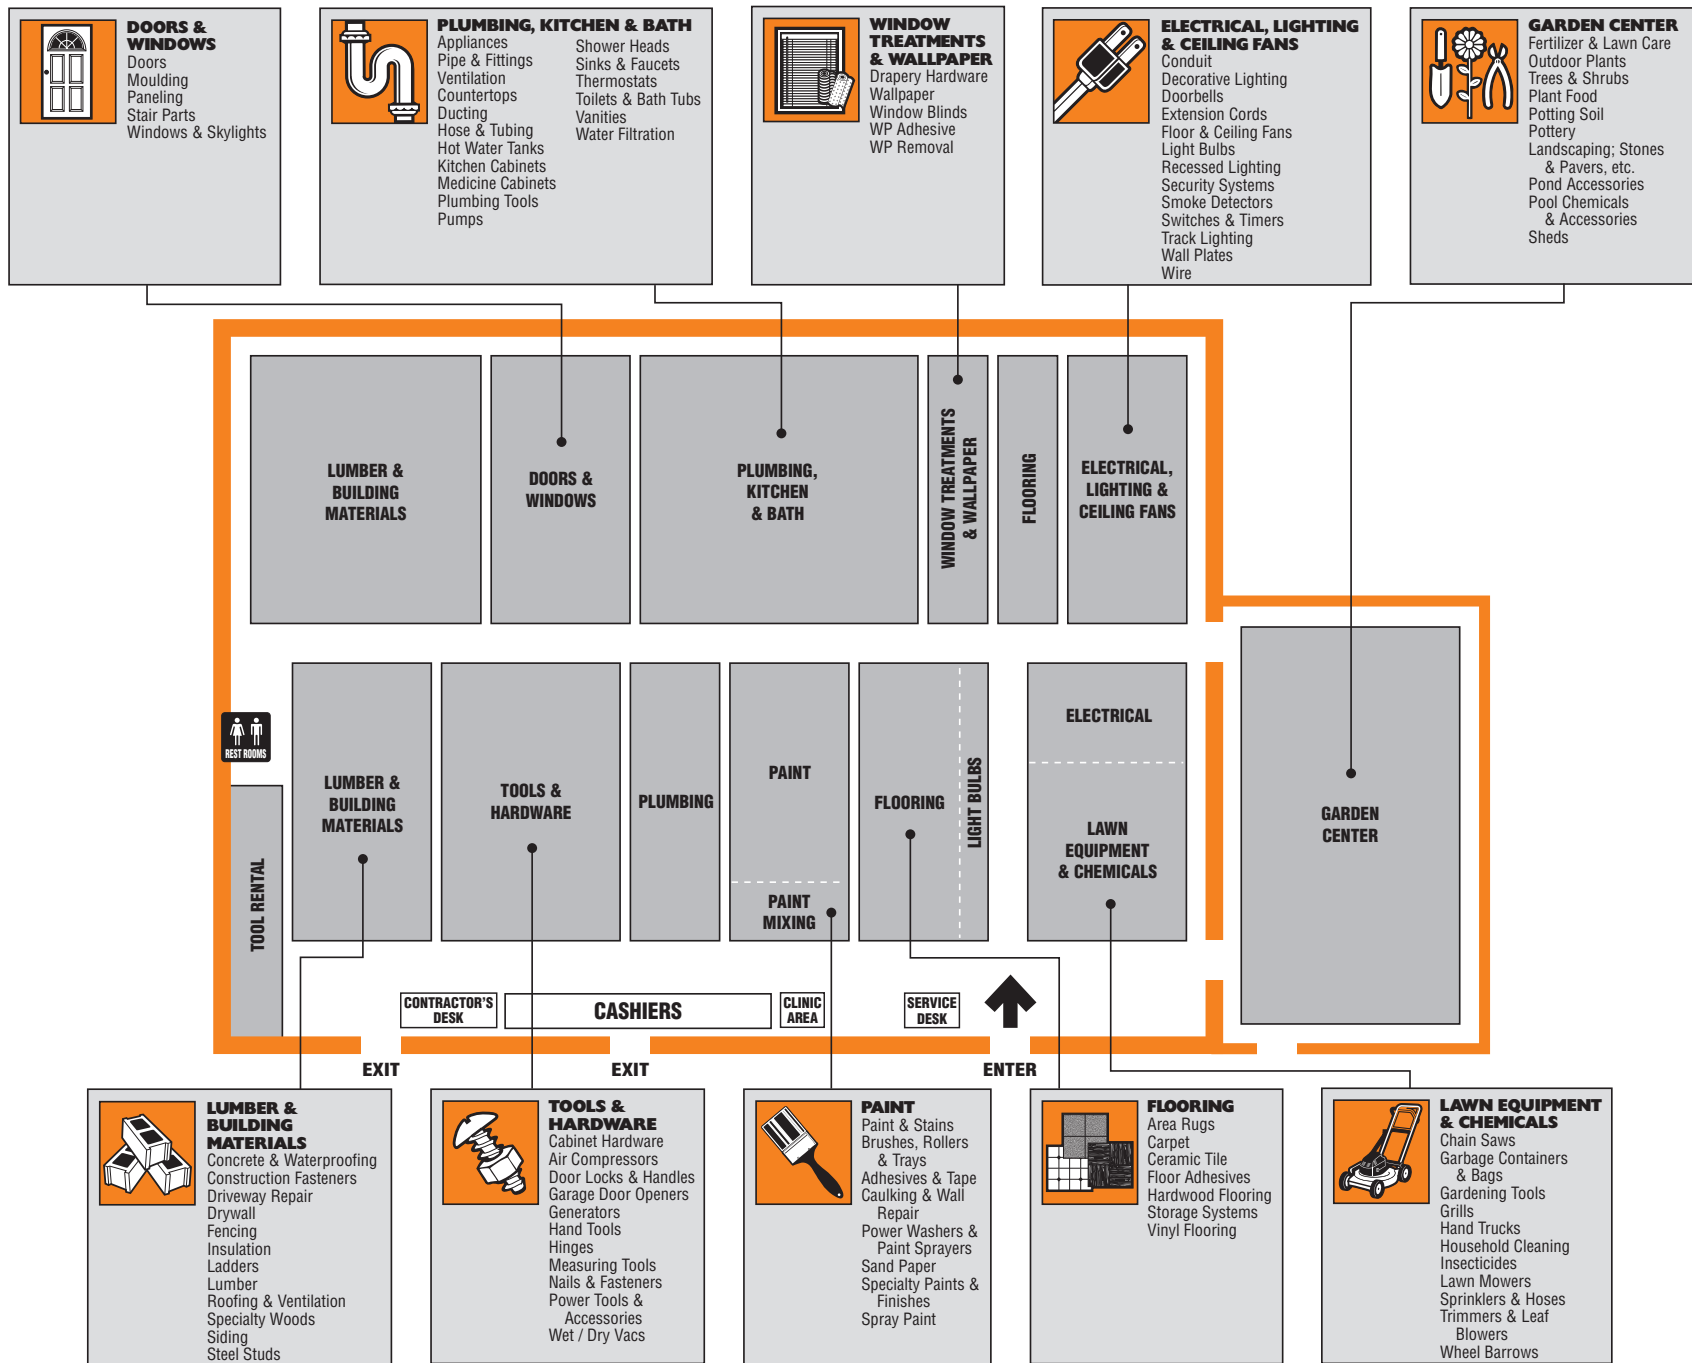 DOORS &
WINDOWS
Doors
Moulding
Paneling
Stair Parts
Windows & Skylights
PLUMBING, KITCHEN & BATH
Appliances
Pipe & Fittings
Ventilation
Countertops
Ducting
Hose & Tubing
Hot Water Tanks
Kitchen Cabinets
Medicine Cabinets
Plumbing Tools
Pumps
Shower Heads
Sinks & Faucets
Thermostats
Toilets & Bath Tubs
Vanities
Water Filtration
WINDOW
TREATMENTS
& WALLPAPER
Drapery Hardware
Wallpaper
Window Blinds
WP Adhesive
WP Removal
ELECTRICAL, LIGHTING
& CEILING FANS
Conduit
Decorative Lighting
Doorbells
Extension Cords
Floor & Ceiling Fans
Light Bulbs
Recessed Lighting
Security Systems
Smoke Detectors
Switches & Timers
Track Lighting
Wall Plates
Wire
GARDEN CENTER
Fertilizer & Lawn Care
Outdoor Plants
Trees & Shrubs
Plant Food
Potting Soil
Pottery
Landscaping; Stones
& Pavers, etc.
Pond Accessories
Pool Chemicals
& Accessories
Sheds
LUMBER &
BUILDING
MATERIALS
DOORS &
WINDOWS
PLUMBING,
KITCHEN
& BATH
WINDOW TREATMENTS
& WALLPAPER
FLOORING
ELECTRICAL,
LIGHTING &
CEILING FANS
REST ROOMS
TOOL RENTAL
LUMBER &
BUILDING
MATERIALS
TOOLS &
HARDWARE
PLUMBING
PAINT
PAINT
MIXING
FLOORING
LIGHT BULBS
ELECTRICAL
LAWN
EQUIPMENT
& CHEMICALS
GARDEN
CENTER
CONTRACTOR'S
DESK
CASHIERS
CLINIC
AREA
SERVICE
DESK
EXIT
EXIT
ENTER
LUMBER &
BUILDING
MATERIALS
Concrete & Waterproofing
Construction Fasteners
Driveway Repair
Drywall
Fencing
Insulation
Ladders
Lumber
Roofing & Ventilation
Specialty Woods
Siding
Steel Studs
TOOLS &
HARDWARE
Cabinet Hardware
Air Compressors
Door Locks & Handles
Garage Door Openers
Generators
Hand Tools
Hinges
Measuring Tools
Nails & Fasteners
Power Tools &
Accessories
Wet / Dry Vacs
PAINT
Paint & Stains
Brushes, Rollers
& Trays
Adhesives & Tape
Caulking & Wall
Repair
Power Washers &
Paint Sprayers
Sand Paper
Specialty Paints &
Finishes
Spray Paint
FLOORING
Area Rugs
Carpet
Ceramic Tile
Floor Adhesives
Hardwood Flooring
Storage Systems
Vinyl Flooring
LAWN EQUIPMENT
& CHEMICALS
Chain Saws
Garbage Containers
& Bags
Gardening Tools
Grills
Hand Trucks
Household Cleaning
Insecticides
Lawn Mowers
Sprinklers & Hoses
Trimmers & Leaf
Blowers
Wheel Barrows